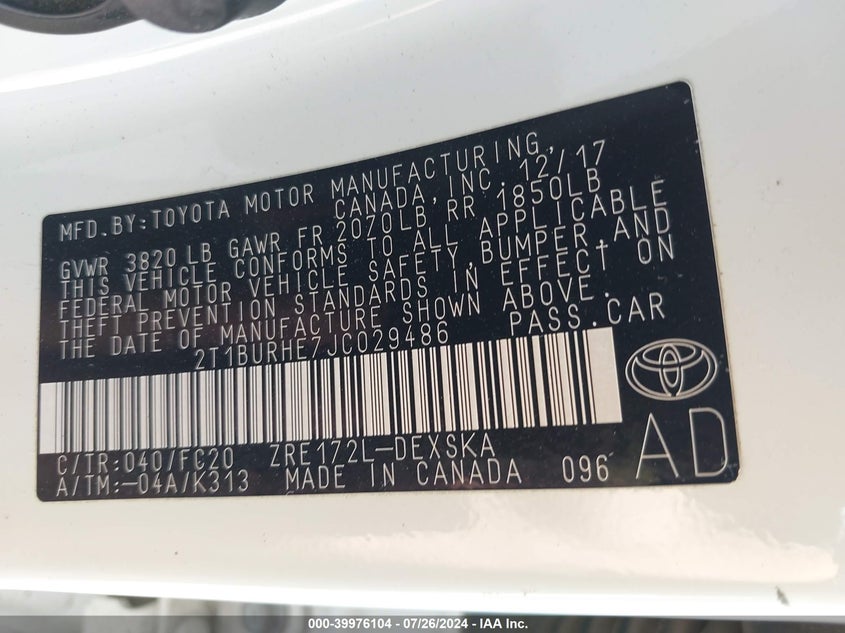 MFD.BY:TOYOTA MOTOR MANUFACTURING,
CANADA,INC. 12/17
GVWR 3820LB GAWR FR 2070LB RR 1850LB
THIS VEHICLE CONFORMS TO ALL APPLICABLE
FEDERAL MOTOR VEHICLE SAFETY,BUMPER,AND
THEFT PREVENTION STANDARDS IN EFFECT ON
THE DATE OF MANUFACTURE SHOWN ABOVE.
2T1BURHE7JC029486 PASS.CAR
C/TR:040/FC20 ZRE172L-DEXSKA
A/TM:-04A/K313 MADE IN CANADA 096
AD
000-39976104 - 07/26/2024 - IAA Inc.